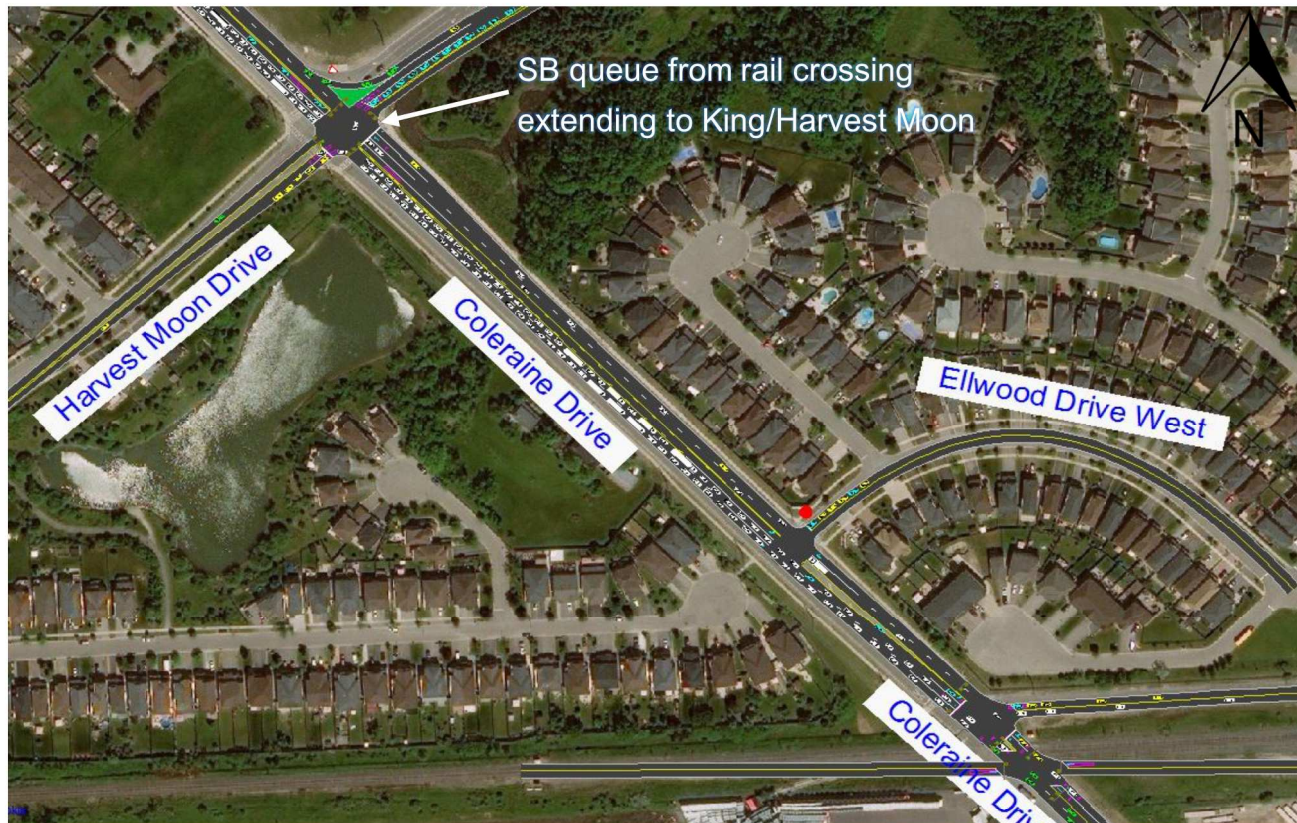 SB queue from rail crossing
extending to King/Harvest Moon
N
Harvest Moon Drive
Coleraine Drive
Ellwood Drive West
Coleraine Driv